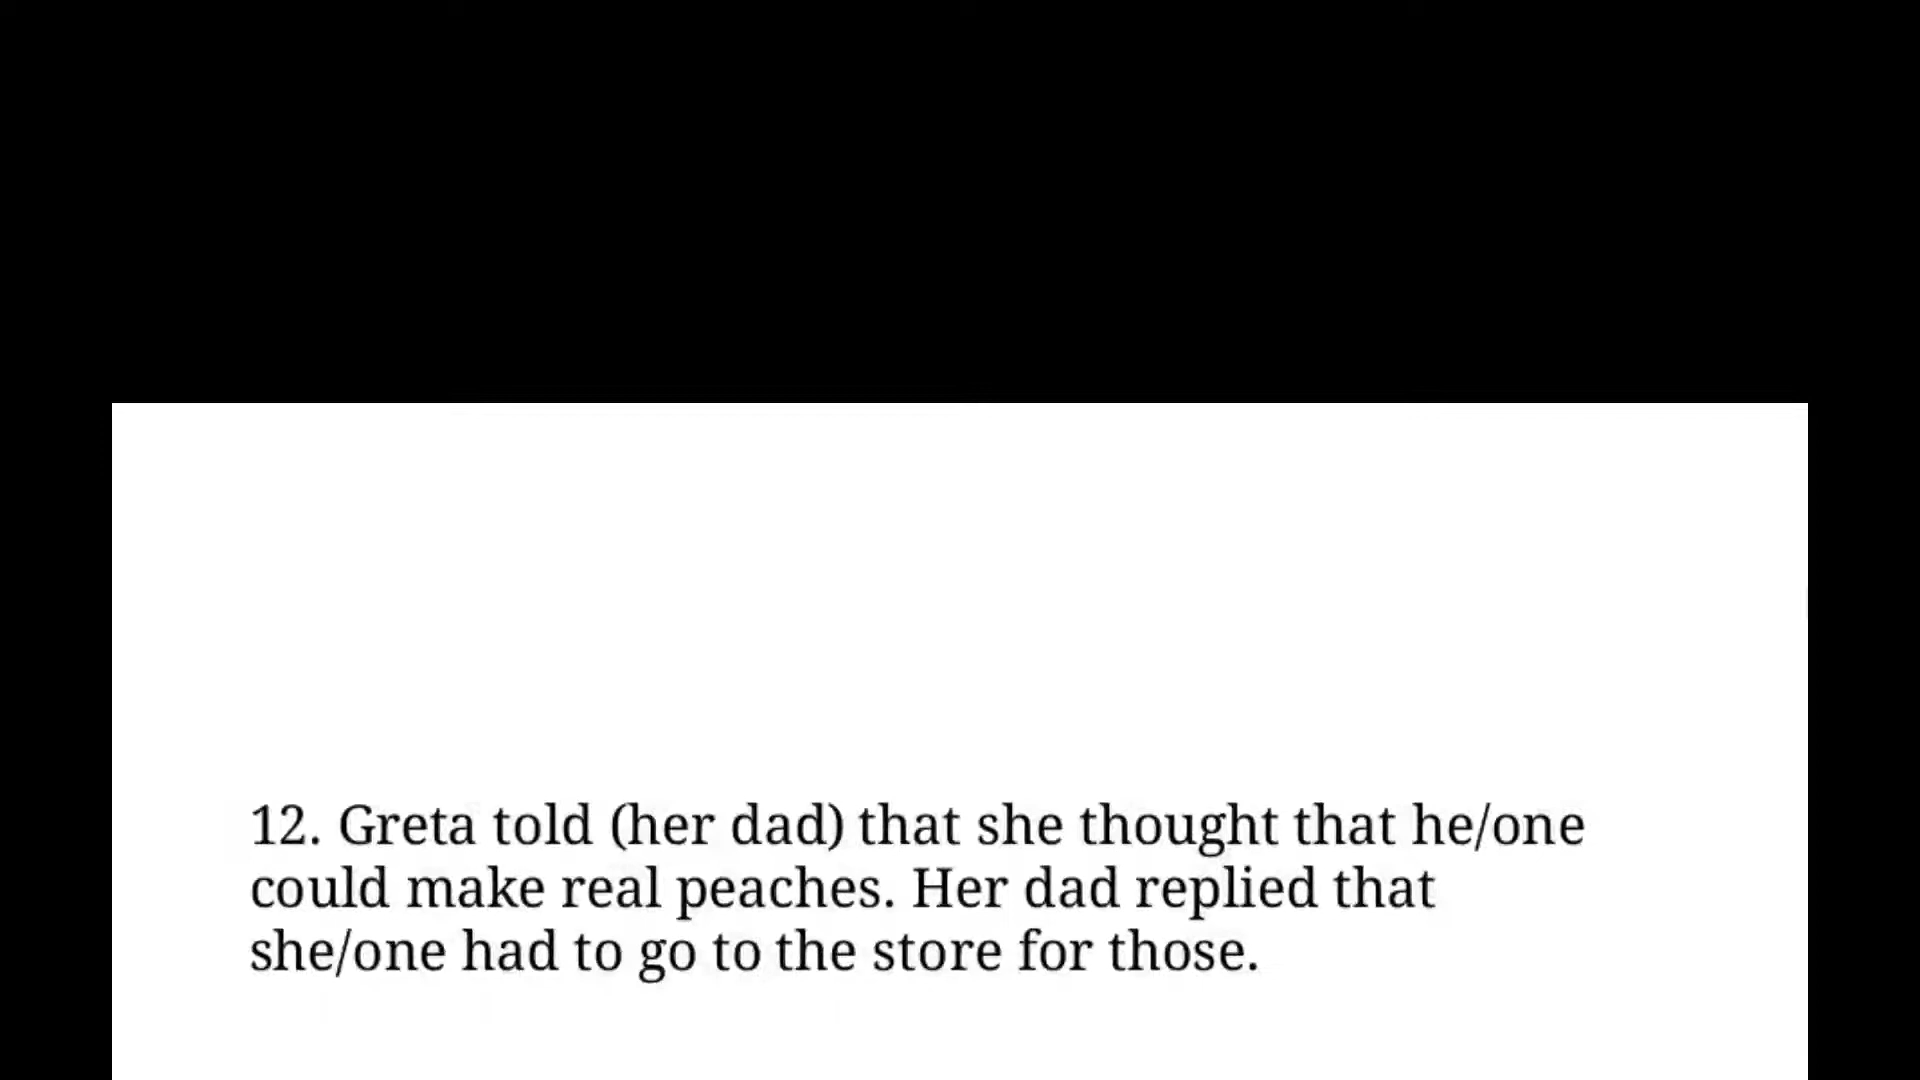 12. Greta told (her dad) that she thought that he/one
could make real peaches. Her dad replied that
she/one had to go to the store for those.